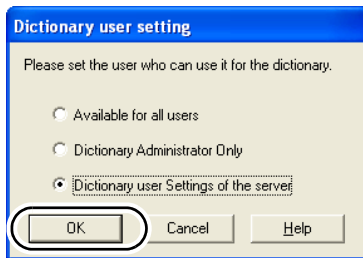 Dictionary user setting
Please set the user who can use it for the dictionary.
Available for all users
Dictionary Administrator Only
Dictionary user Settings of the server
OK Cancel Help